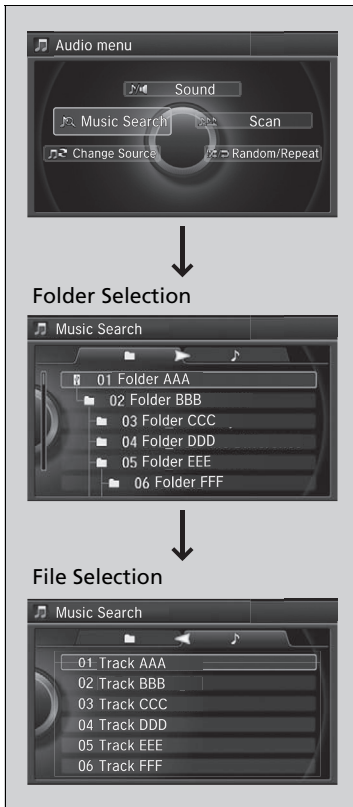 Audio menu
Sound
Music Search
Scan
Change Source
Random/Repeat
Folder Selection
Music Search
01 Folder AAA
02 Folder BBB
03 Folder CCC
04 Folder DDD
05 Folder EEE
06 Folder FFF
File Selection
Music Search
01 Track AAA
02 Track BBB
03 Track CCC
04 Track DDD
05 Track EEE
06 Track FFF